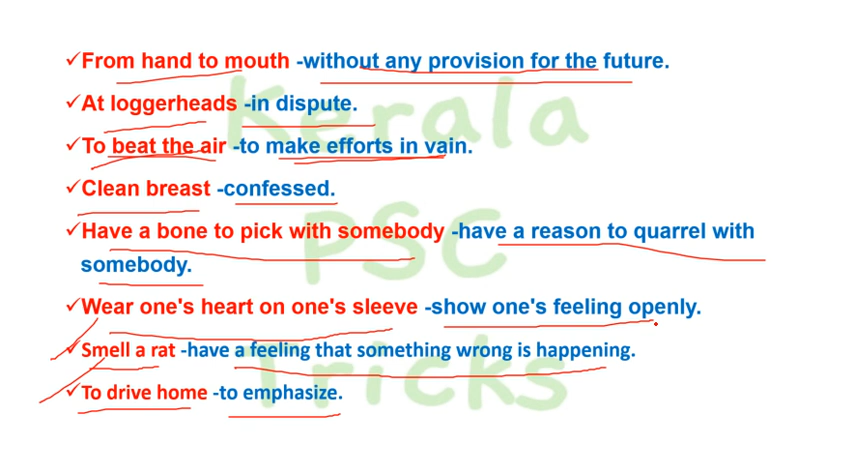 ✓From hand to mouth -without any provision for the future.
✓At loggerheads -in dispute.
✓To beat the air -to make efforts in vain.
✓Clean breast -confessed.
✓Have a bone to pick with somebody -have a reason to quarrel with
somebody.
✓Wear one's heart on one's sleeve -show one's feeling openly.
✓Smell a rat -have a feeling that something wrong is happening.
✓To drive home -to emphasize.
Kerala
PSC
Tricks